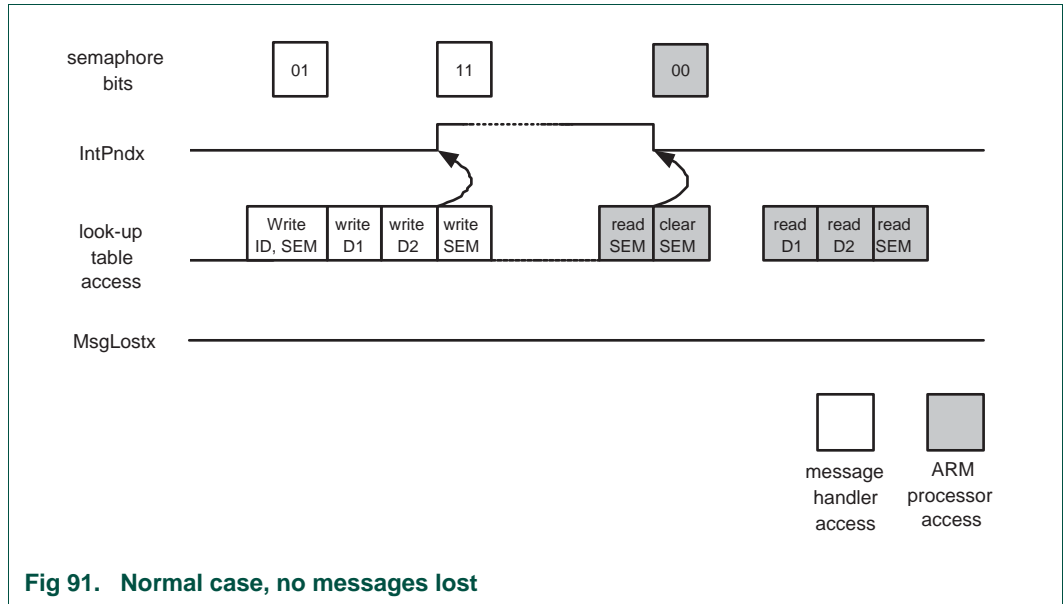 semaphore
bits
01
11
00
IntPndx
look-up
table
access
Write
ID, SEM
write
D1
write
D2
write
SEM
read
SEM
clear
SEM
read
D1
read
D2
read
SEM
MsgLostx
message
handler
access
ARM
processor
access
Fig 91. Normal case, no messages lost